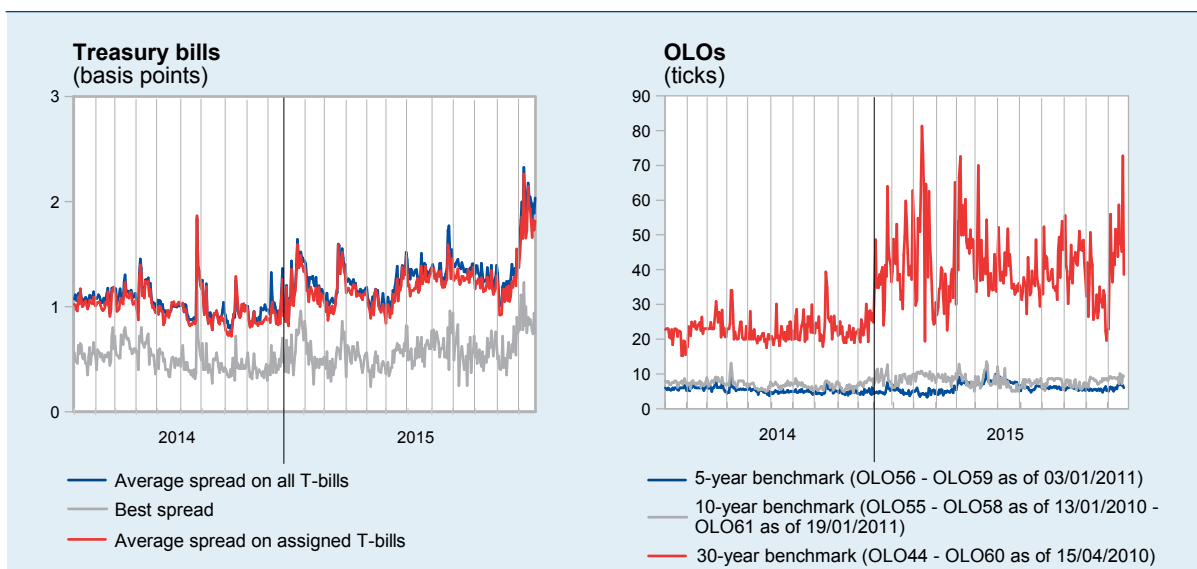 Treasury bills
(basis points)
3
2
1
0
2014
2015
Average spread on all T-bills
Best spread
Average spread on assigned T-bills
OLOs
(ticks)
90
80
70
60
50
40
30
20
10
0
2014
2015
5-year benchmark (OLO56 - OLO59 as of 03/01/2011)
10-year benchmark (OLO55 - OLO58 as of 13/01/2010 -
OLO61 as of 19/01/2011)
30-year benchmark (OLO44 - OLO60 as of 15/04/2010)